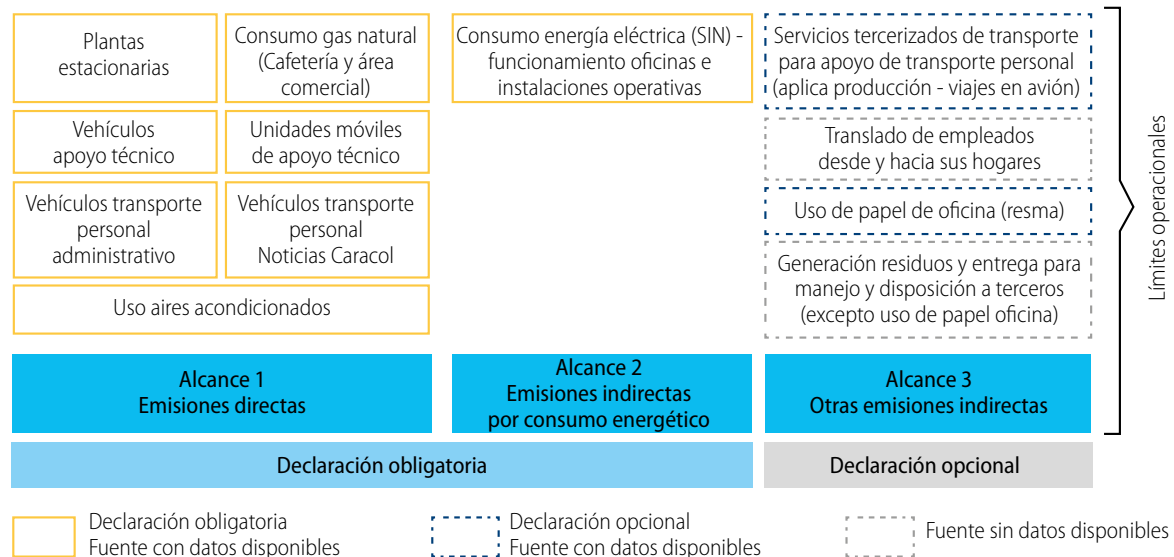 Plantas
estacionarias
Consumo gas natural
(Cafetería y área
comercial)
Vehículos
apoyo técnico
Unidades móviles
de apoyo técnico
Vehículos transporte
personal
administrativo
Vehículos transporte
personal
Noticias Caracol
Uso aires acondicionados
Alcance 1
Emisiones directas
Consumo energía eléctrica (SIN) -
funcionamiento oficinas e
instalaciones operativas
Alcance 2
Emisiones indirectas
por consumo energético
Servicios tercerizados de transporte
para apoyo de transporte personal
(aplica producción - viajes en avión)
Translado de empleados
desde y hacia sus hogares
Uso de papel de oficina (resma)
Generación residuos y entrega para
manejo y disposición a terceros
(excepto uso de papel oficina)
Alcance 3
Otras emisiones indirectas
Límites operacionales
Declaración obligatoria
Declaración opcional
Declaración obligatoria
Fuente con datos disponibles
Declaración opcional
Fuente con datos disponibles
Fuente sin datos disponibles